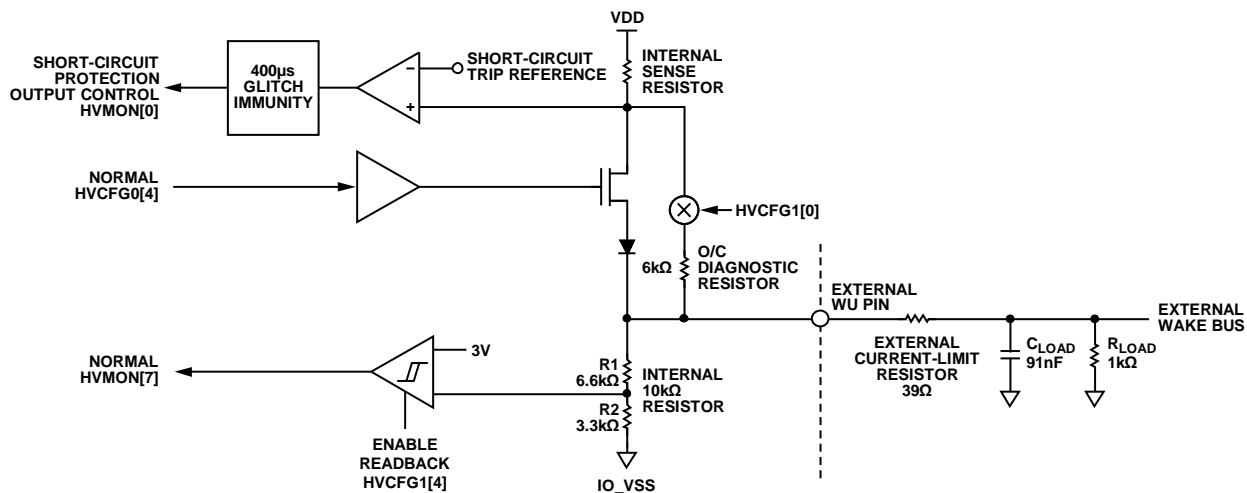 VDD
SHORT-CIRCUIT
PROTECTION
OUTPUT CONTROL
HVMON[0]
400µs
GLITCH
IMMUNITY
–
+
SHORT-CIRCUIT
TRIP REFERENCE
INTERNAL
SENSE
RESISTOR
NORMAL
HVCFG0[4]
HVCFG1[0]
6kΩ
O/C
DIAGNOSTIC
RESISTOR
EXTERNAL
WU PIN
EXTERNAL
WAKE BUS
EXTERNAL
CURRENT-LIMIT
RESISTOR
39Ω
CLOAD
91nF
RLOAD
1kΩ
NORMAL
HVMON[7]
3V
R1
6.6kΩ
INTERNAL
10kΩ
RESISTOR
R2
3.3kΩ
ENABLE
READBACK
HVCFG1[4]
IO_VSS